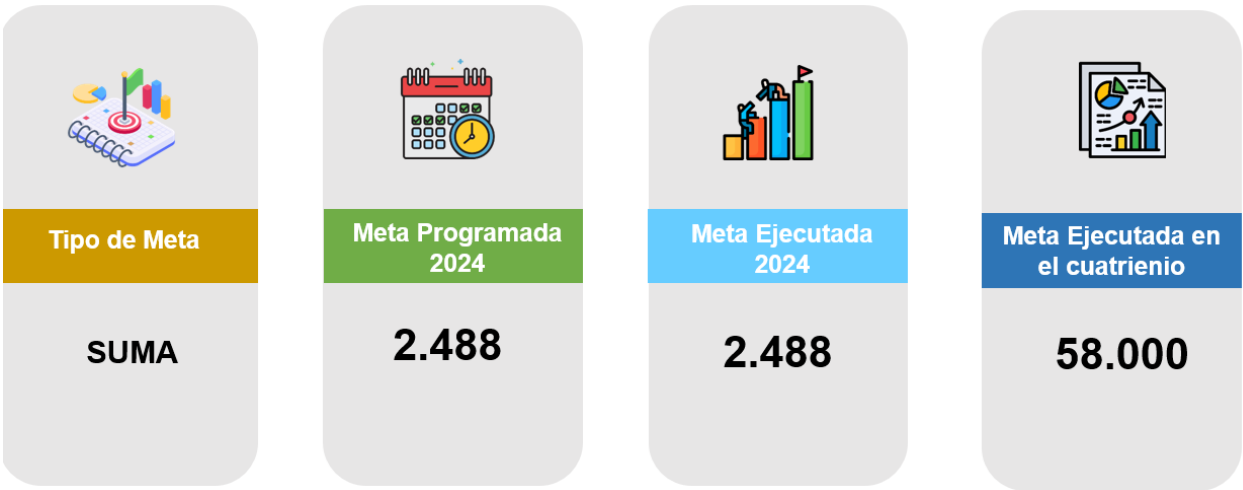 Tipo de Meta
SUMA
Meta Programada
2024
2.488
Meta Ejecutada
2024
2.488
Meta Ejecutada en
el cuatrienio
58.000